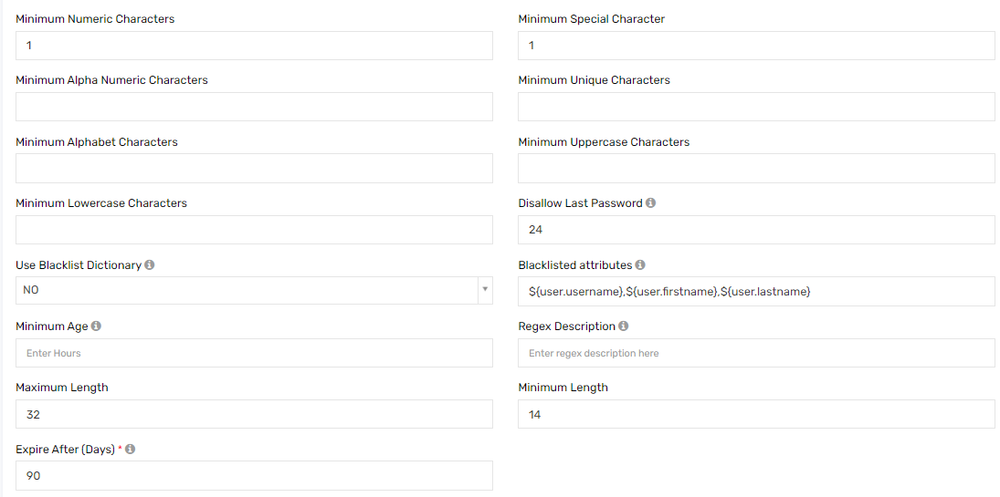 Minimum Numeric Characters
Minimum Special Character
1
1
Minimum Alpha Numeric Characters
Minimum Unique Characters
Minimum Alphabet Characters
Minimum Uppercase Characters
Minimum Lowercase Characters
Disallow Last Password
24
Use Blacklist Dictionary
Blacklisted attributes
NO
${user.username},${user.firstname},${user.lastname}
Minimum Age
Regex Description
Enter Hours
Enter regex description here
Maximum Length
Minimum Length
32
14
Expire After (Days) *
90